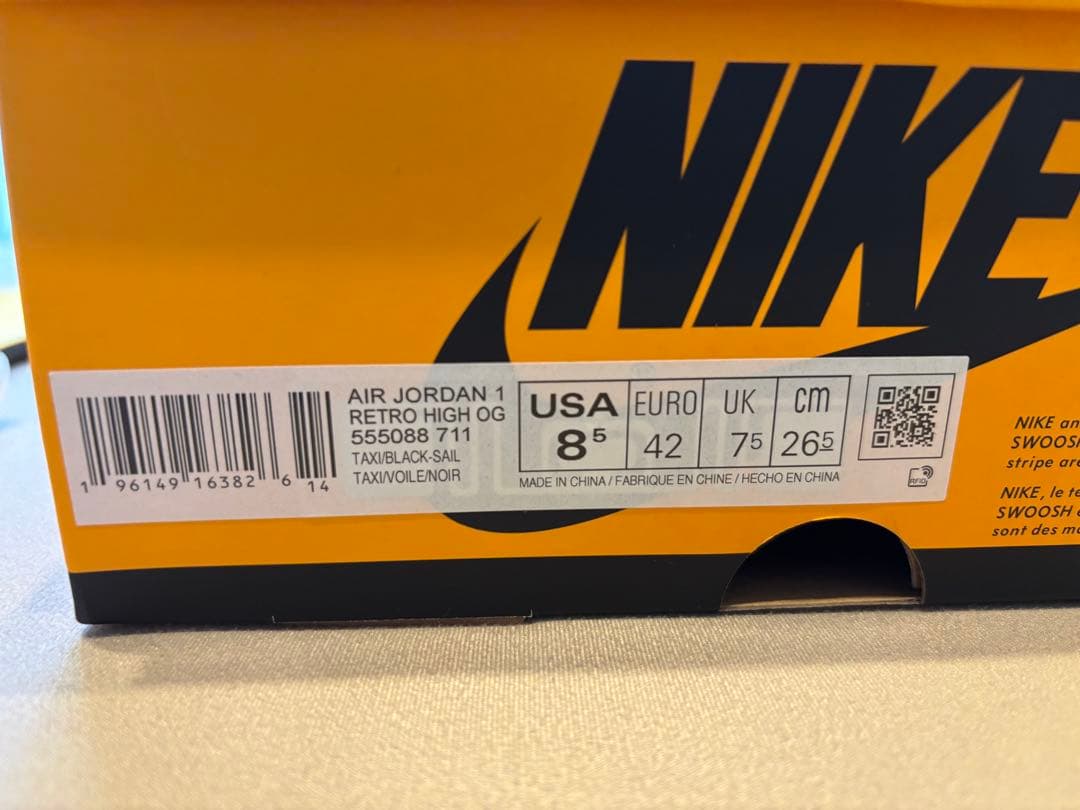 NIKE
AIR JORDAN 1
RETRO HIGH OG
555088 711
TAXI/BLACK-SAIL
TAXI/VOILE/NOIR
1 96149 16382 6 14
USA EURO UK cm
8⁵ 42 7⁵ 26⁵
MADE IN CHINA / FABRIQUE EN CHINE / HECHO EN CHINA
RFID
NIKE an
SWOOSH
stripe are
NIKE, le te
SWOOSH
sont des ma